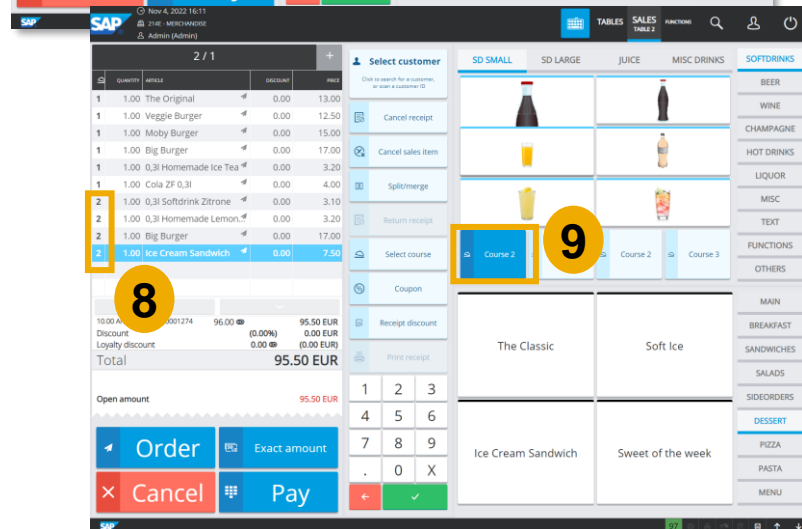 SAP
SAP
Nov 4, 2022 16:11
214E - MERCHANDISE
Admin (Admin)
TABLES
SALES
TABLE 2
FUNCTIONS
2 / 1
+
QUANTITY ARTICLE DISCOUNT PRICE
1 1.00 The Original 0.00 13.00
1 1.00 Veggie Burger 0.00 12.50
1 1.00 Moby Burger 0.00 15.00
1 1.00 Big Burger 0.00 17.00
1 1.00 0,3l Homemade Ice Tea 0.00 3.20
1 1.00 Cola ZF 0,3l 0.00 4.00
2 1.00 0,3l Softdrink Zitrone 0.00 3.10
2 1.00 0,3l Homemade Lemon... 0.00 3.20
2 1.00 Big Burger 0.00 17.00
2 1.00 Ice Cream Sandwich 0.00 7.50
8
10.00 0001274 96.00 95.50 EUR
Discount (0.00%) 0.00 EUR
Loyalty discount 0.00 (0.00 EUR)
Total 95.50 EUR
Open amount 95.50 EUR
Order
Exact amount
Cancel
Pay
Select customer
Click to search for a customer,
or scan a customer ID
Cancel receipt
Cancel sales item
Split/merge
Return receipt
Select course
Coupon
Receipt discount
Print receipt
1 2 3
4 5 6
7 8 9
. 0 X
SD SMALL SD LARGE JUICE MISC DRINKS
Course 2
9
Course 2
Course 3
The Classic
Soft Ice
Ice Cream Sandwich
Sweet of the week
SOFTDRINKS
BEER
WINE
CHAMPAGNE
HOT DRINKS
LIQUOR
MISC
TEXT
FUNCTIONS
OTHERS
MAIN
BREAKFAST
SANDWICHES
SALADS
SIDEORDERS
DESSERT
PIZZA
PASTA
MENU
SAP
97